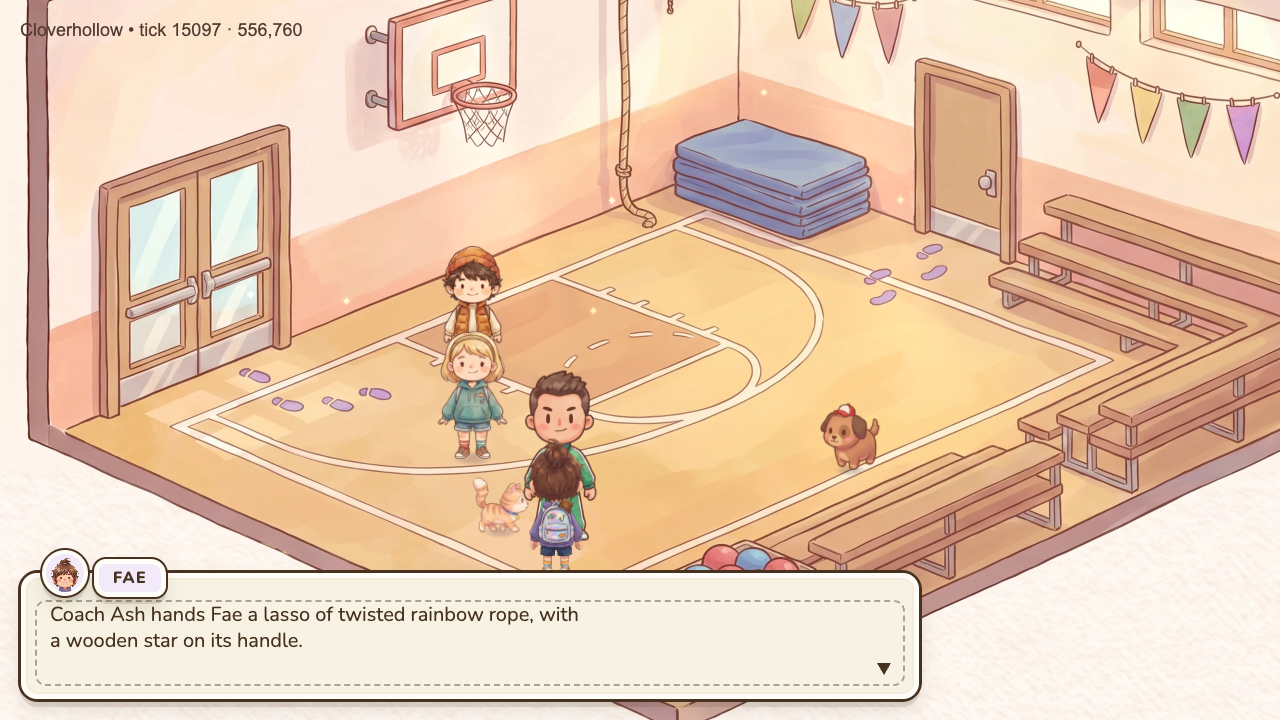 Cloverhollow • tick 15097 · 556,760
FAE
Coach Ash hands Fae a lasso of twisted rainbow rope, with
a wooden star on its handle.